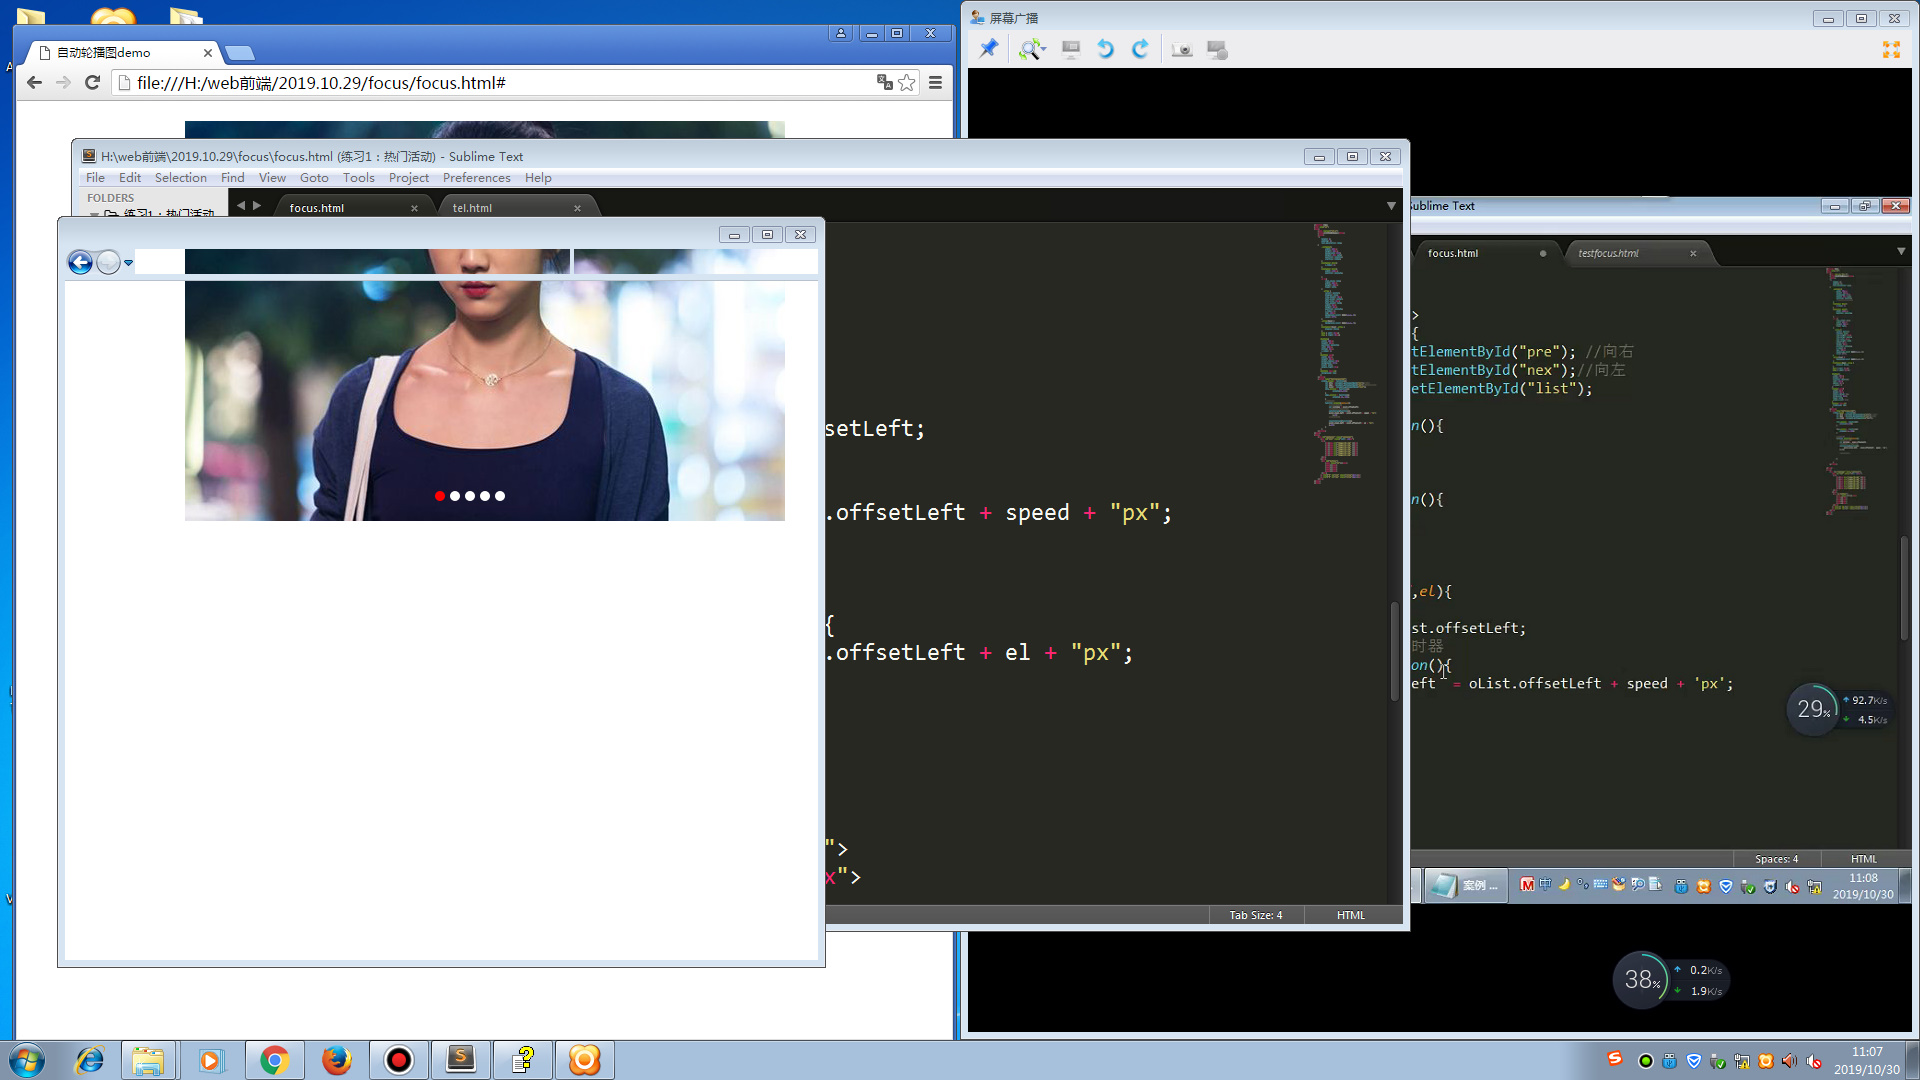 自动轮播图demo
file:///H:/web前端/2019.10.29/focus/focus.html#
屏幕广播
H:\web前端\2019.10.29\focus\focus.html (练习1：热门活动) - Sublime Text
File Edit Selection Find View Goto Tools Project Preferences Help
FOLDERS
练习1：热门活动
focus.html
tel.html
setLeft;
.offsetLeft + speed + "px";
{
.offsetLeft + el + "px";
">
x">
Tab Size: 4
HTML
Sublime Text
focus.html
testfocus.html
>
{
tElementById("pre"); //向右
tElementById("nex");//向左
etElementById("list");
n(){
n(){
,el){
st.offsetLeft;
时器
on(){
eft = oList.offsetLeft + speed + 'px';
29%
92.7K/s
4.5K/s
Spaces: 4
HTML
案例 ...
中
11:08
2019/10/30
38%
0.2K/s
1.9K/s
11:07
2019/10/30